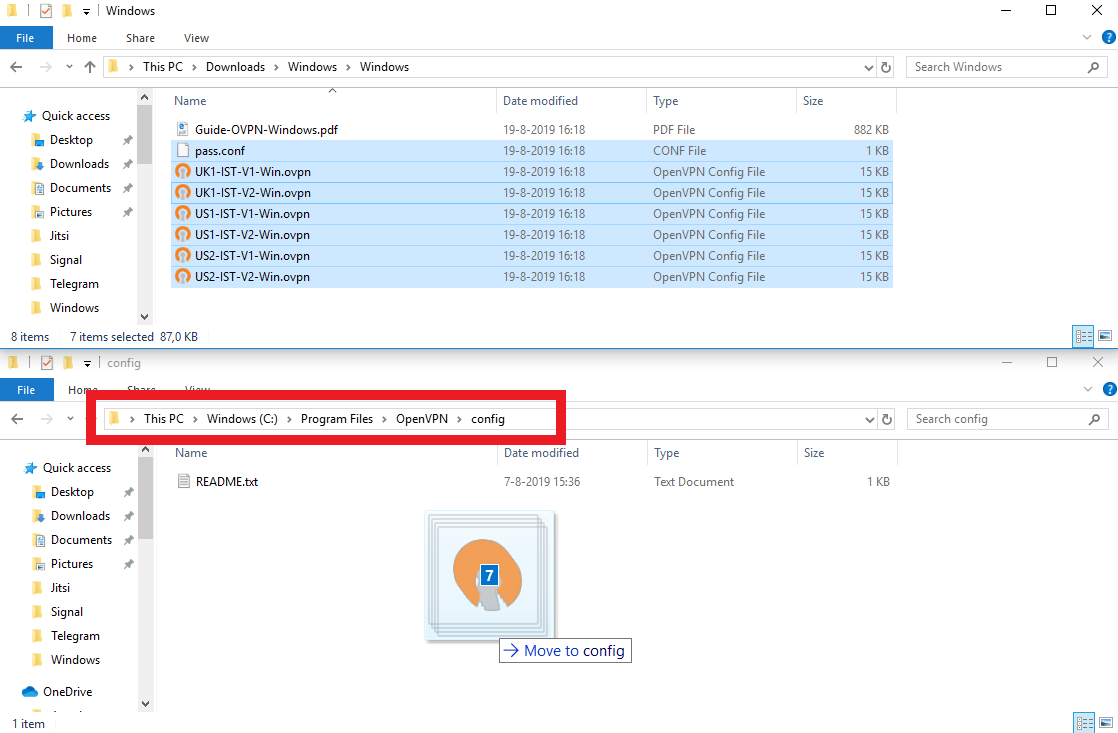 Windows
File Home Share View
This PC > Downloads > Windows > Windows Search Windows
Name Date modified Type Size
Quick access
Desktop
Downloads
Documents
Pictures
Jitsi
Signal
Telegram
Windows
Guide-OVPN-Windows.pdf 19-8-2019 16:18 PDF File 882 KB
pass.conf 19-8-2019 16:18 CONF File 1 KB
UK1-IST-V1-Win.ovpn 19-8-2019 16:18 OpenVPN Config File 15 KB
UK1-IST-V2-Win.ovpn 19-8-2019 16:18 OpenVPN Config File 15 KB
US1-IST-V1-Win.ovpn 19-8-2019 16:18 OpenVPN Config File 15 KB
US1-IST-V2-Win.ovpn 19-8-2019 16:18 OpenVPN Config File 15 KB
US2-IST-V1-Win.ovpn 19-8-2019 16:18 OpenVPN Config File 15 KB
US2-IST-V2-Win.ovpn 19-8-2019 16:18 OpenVPN Config File 15 KB
8 items 7 items selected 87,0 KB
config
File Home Share View
This PC > Windows (C:) > Program Files > OpenVPN > config Search config
Name Date modified Type Size
Quick access
Desktop
Downloads
Documents
Pictures
Jitsi
Signal
Telegram
Windows
OneDrive
README.txt 7-8-2019 15:36 Text Document 1 KB
7
Move to config
1 item